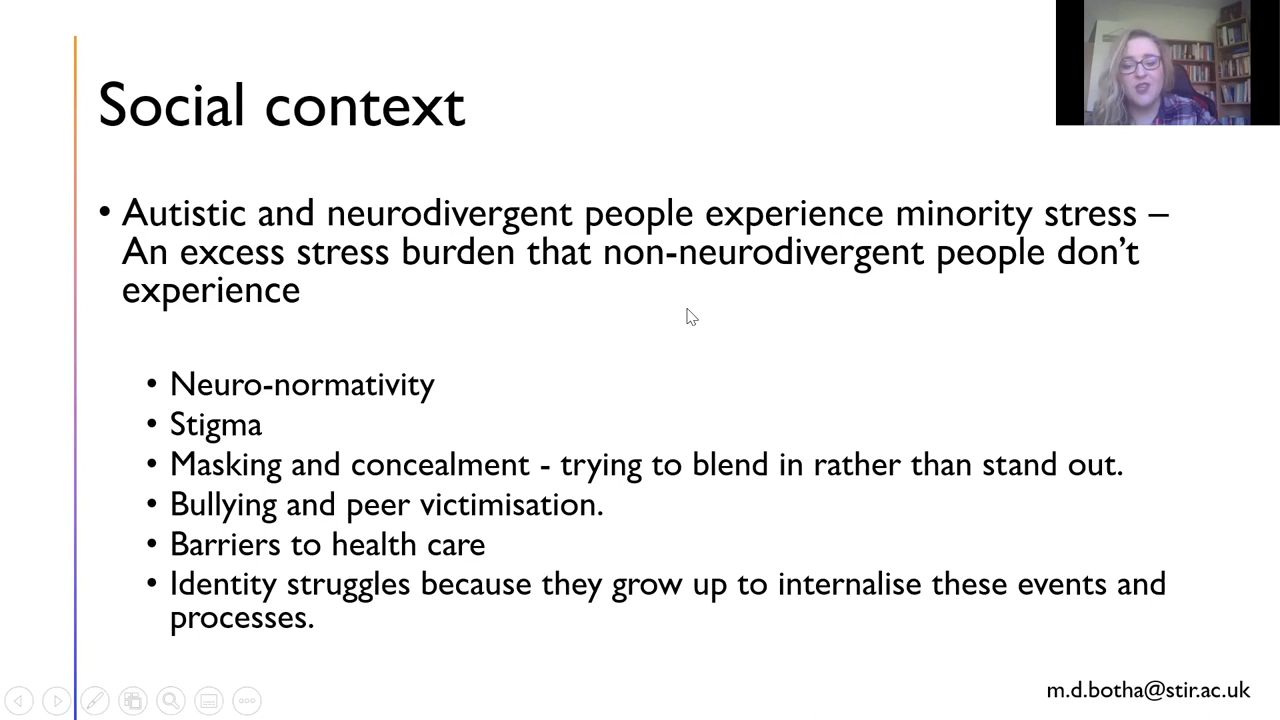 Social context
• Autistic and neurodivergent people experience minority stress –
An excess stress burden that non-neurodivergent people don’t
experience
• Neuro-normativity
• Stigma
• Masking and concealment - trying to blend in rather than stand out.
• Bullying and peer victimisation.
• Barriers to health care
• Identity struggles because they grow up to internalise these events and
processes.
m.d.botha@stir.ac.uk